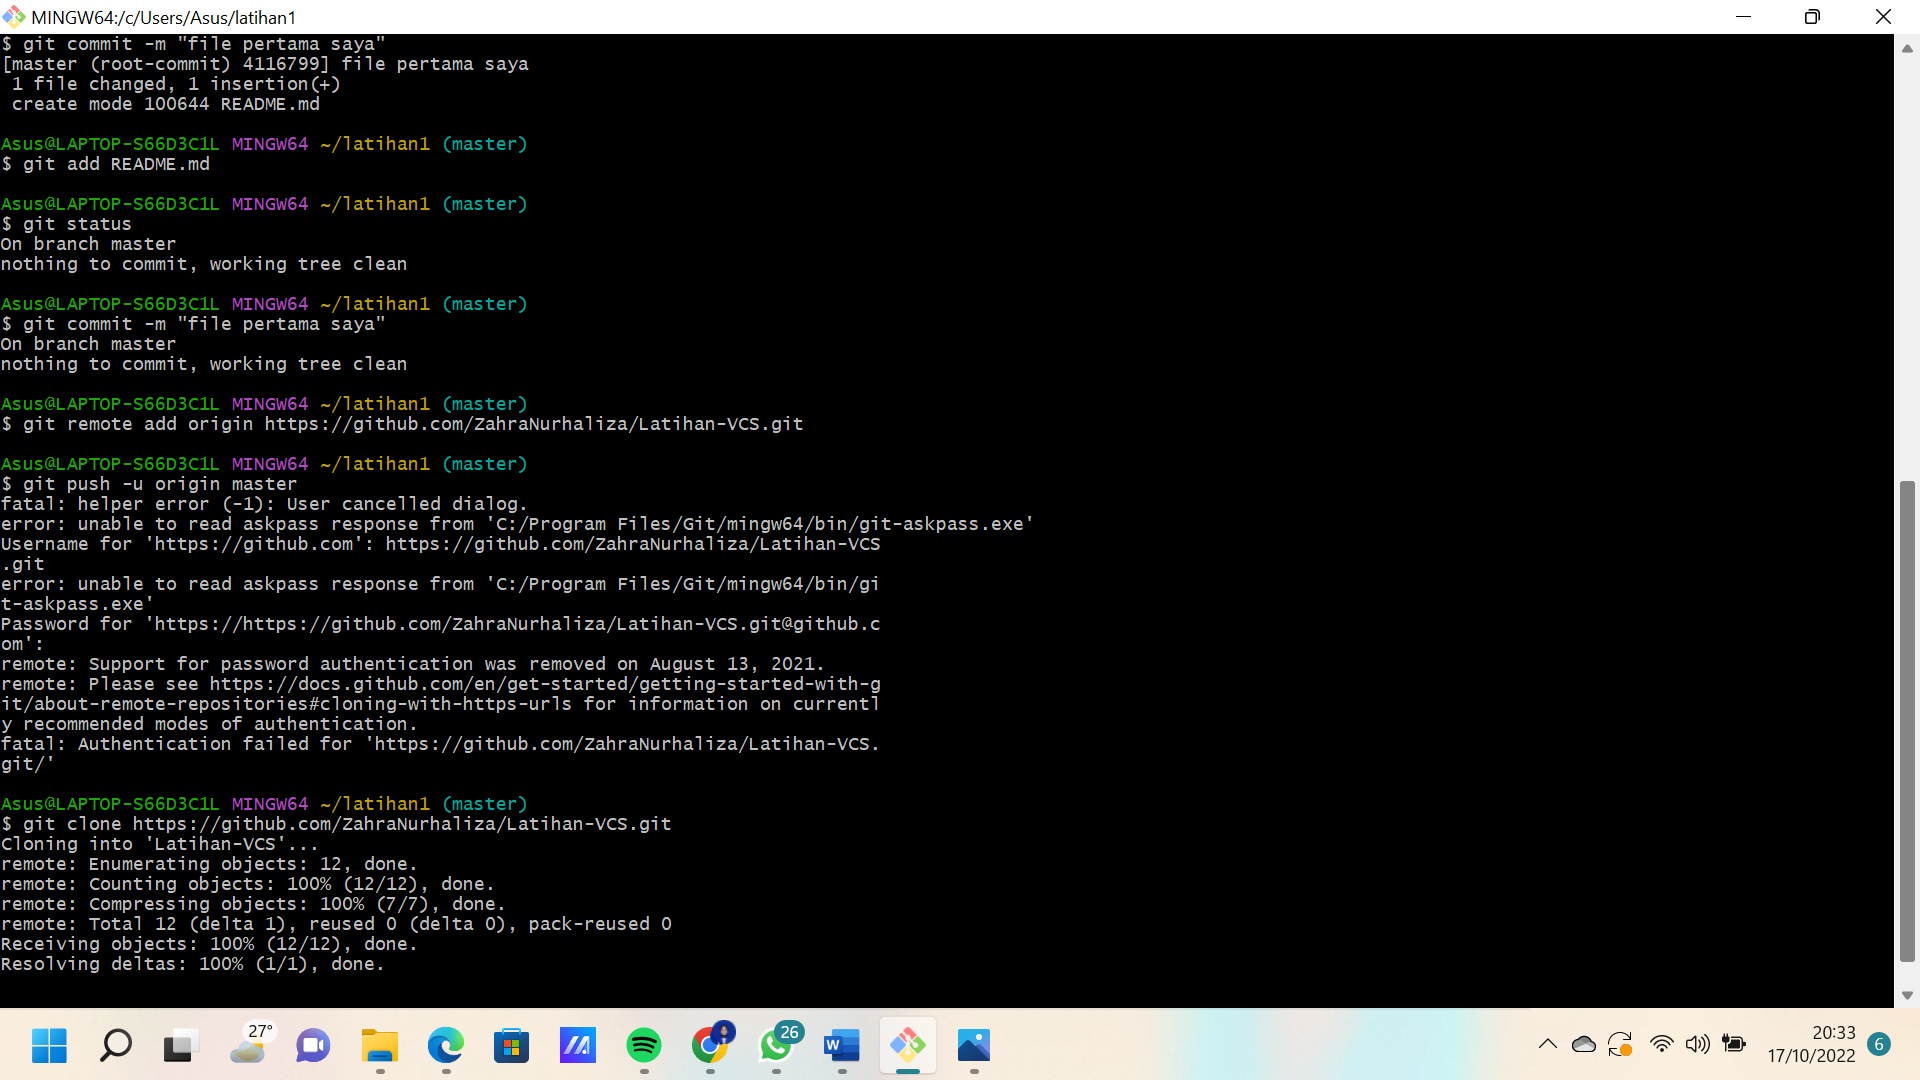 MINGW64:/c/Users/Asus/latihan1
$ git commit -m "file pertama saya"
[master (root-commit) 4116799] file pertama saya
 1 file changed, 1 insertion(+)
 create mode 100644 README.md
Asus@LAPTOP-S66D3C1L MINGW64 ~/latihan1 (master)
$ git add README.md
Asus@LAPTOP-S66D3C1L MINGW64 ~/latihan1 (master)
$ git status
On branch master
nothing to commit, working tree clean
Asus@LAPTOP-S66D3C1L MINGW64 ~/latihan1 (master)
$ git commit -m "file pertama saya"
On branch master
nothing to commit, working tree clean
Asus@LAPTOP-S66D3C1L MINGW64 ~/latihan1 (master)
$ git remote add origin https://github.com/ZahraNurhaliza/Latihan-VCS.git
Asus@LAPTOP-S66D3C1L MINGW64 ~/latihan1 (master)
$ git push -u origin master
fatal: helper error (-1): User cancelled dialog.
error: unable to read askpass response from 'C:/Program Files/Git/mingw64/bin/git-askpass.exe'
Username for 'https://github.com': https://github.com/ZahraNurhaliza/Latihan-VCS
.git
error: unable to read askpass response from 'C:/Program Files/Git/mingw64/bin/gi
t-askpass.exe'
Password for 'https://https://github.com/ZahraNurhaliza/Latihan-VCS.git@github.c
om':
remote: Support for password authentication was removed on August 13, 2021.
remote: Please see https://docs.github.com/en/get-started/getting-started-with-g
it/about-remote-repositories#cloning-with-https-urls for information on currentl
y recommended modes of authentication.
fatal: Authentication failed for 'https://github.com/ZahraNurhaliza/Latihan-VCS.
git/'
Asus@LAPTOP-S66D3C1L MINGW64 ~/latihan1 (master)
$ git clone https://github.com/ZahraNurhaliza/Latihan-VCS.git
Cloning into 'Latihan-VCS'...
remote: Enumerating objects: 12, done.
remote: Counting objects: 100% (12/12), done.
remote: Compressing objects: 100% (7/7), done.
remote: Total 12 (delta 1), reused 0 (delta 0), pack-reused 0
Receiving objects: 100% (12/12), done.
Resolving deltas: 100% (1/1), done.
27°
26
W
20:33
17/10/2022
6